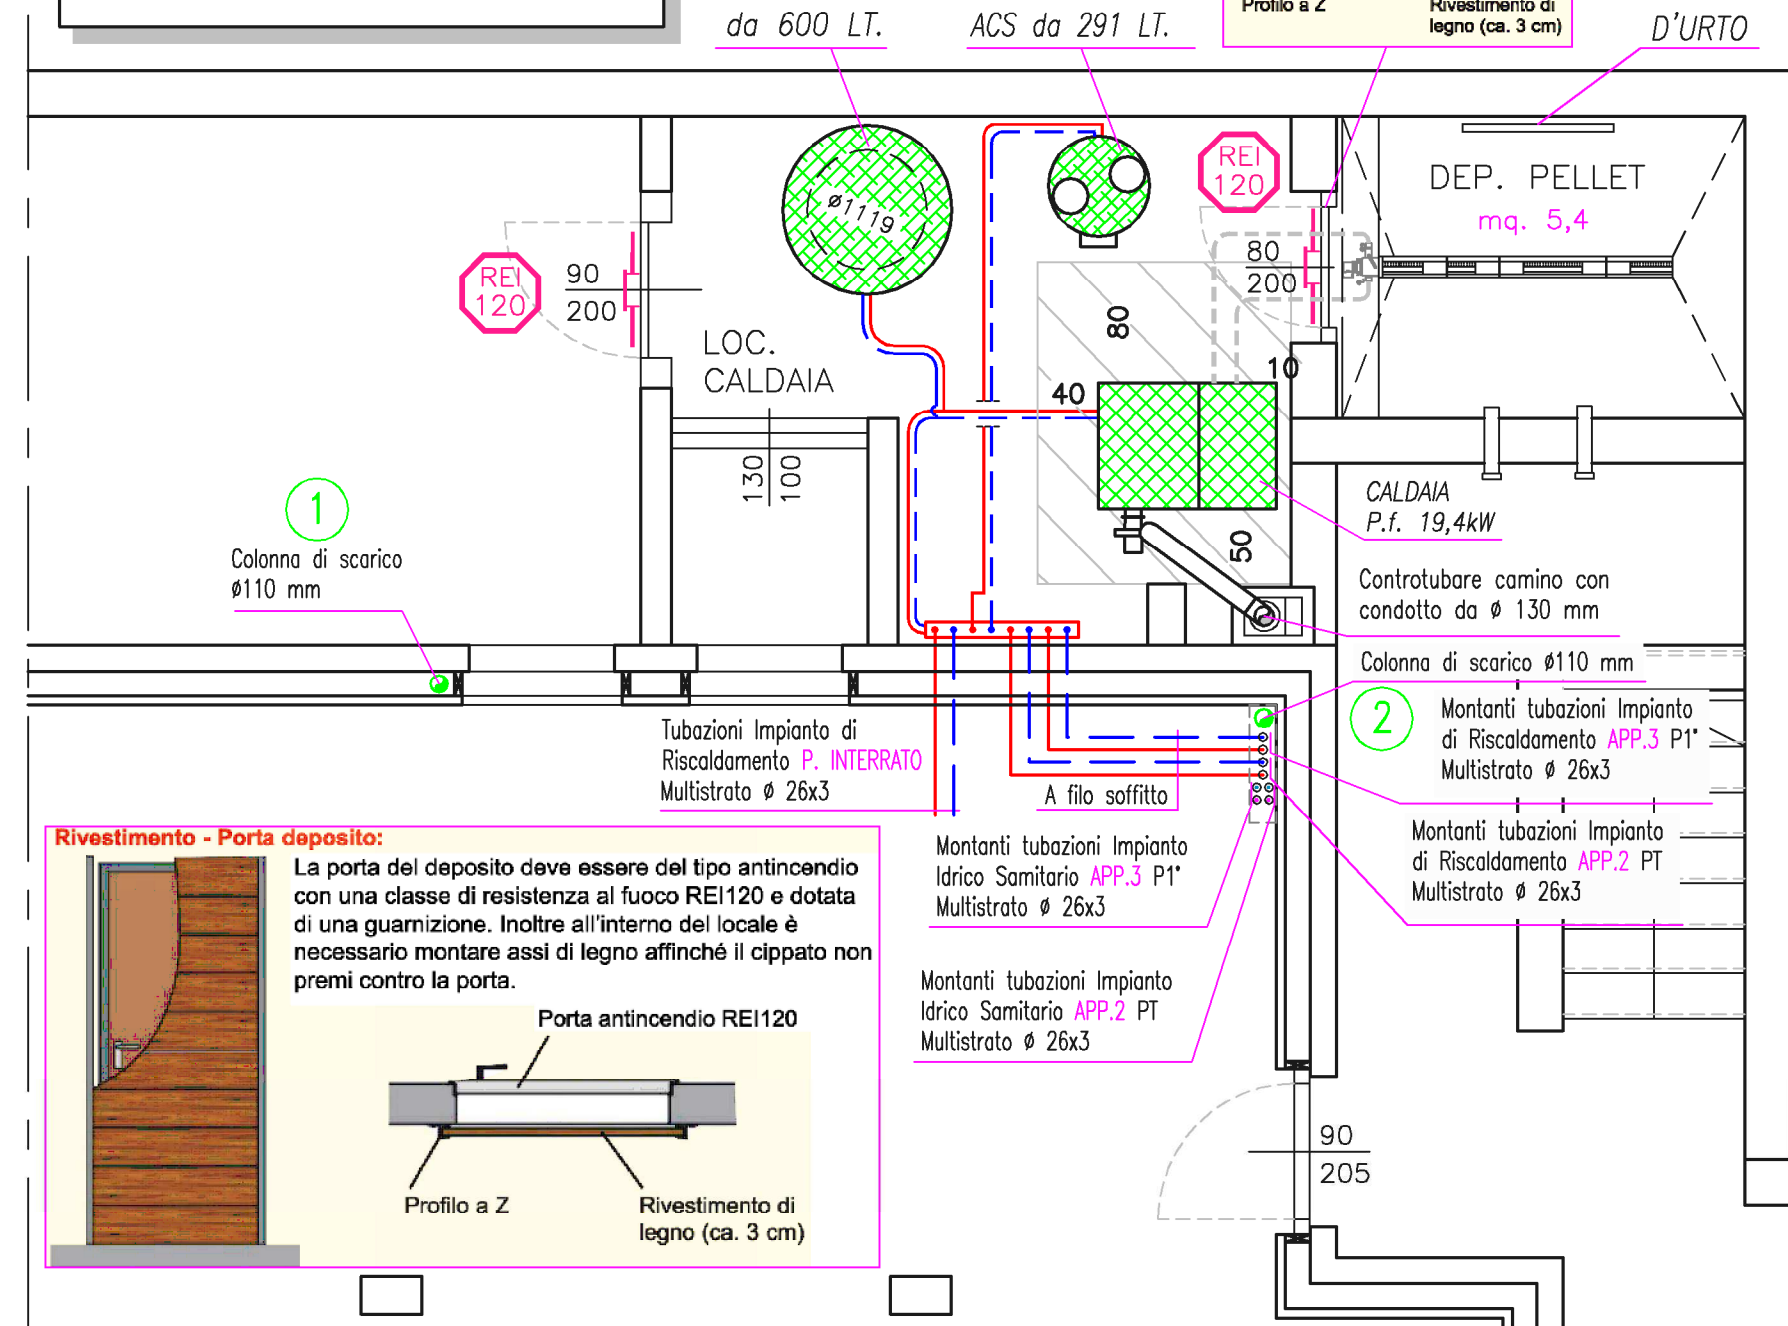 da 600 LT.
ACS da 291 LT.
Profilo a Z
Rivestimento di
legno (ca. 3 cm)
D'URTO
REI
120
DEP. PELLET
mq. 5,4
ø1119
REI
120
90
200
80
200
LOC.
CALDAIA
80
10
40
130
100
50
CALDAIA
P.f. 19,4kW
1
Colonna di scarico
ø110 mm
Controtubare camino con
condotto da ø 130 mm
Colonna di scarico ø110 mm
2
Montanti tubazioni Impianto
di Riscaldamento APP.3 P1°
Multistrato ø 26x3
Tubazioni Impianto di
Riscaldamento P. INTERRATO
Multistrato ø 26x3
A filo soffitto
Montanti tubazioni Impianto
di Riscaldamento APP.2 PT
Multistrato ø 26x3
Montanti tubazioni Impianto
Idrico Samitario APP.3 P1°
Multistrato ø 26x3
Montanti tubazioni Impianto
Idrico Samitario APP.2 PT
Multistrato ø 26x3
Rivestimento - Porta deposito:
La porta del deposito deve essere del tipo antincendio
con una classe di resistenza al fuoco REI120 e dotata
di una guarnizione. Inoltre all'interno del locale è
necessario montare assi di legno affinché il cippato non
premi contro la porta.
Porta antincendio REI120
Profilo a Z
Rivestimento di
legno (ca. 3 cm)
90
205